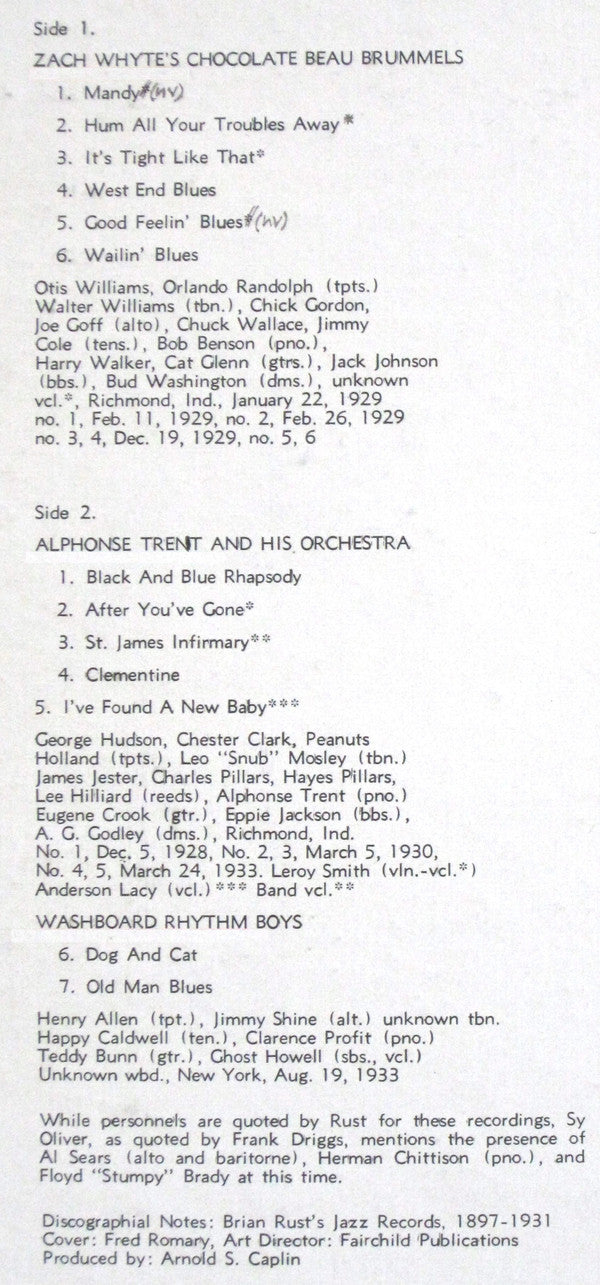 Side 1.
ZACH WHYTE'S CHOCOLATE BEAU BRUMMELS
1. Mandy* (nv)
2. Hum All Your Troubles Away*
3. It's Tight Like That*
4. West End Blues
5. Good Feelin' Blues* (nv)
6. Wailin' Blues
Otis Williams, Orlando Randolph (tpts.)
Walter Williams (tbn.), Chick Gordon,
Joe Goff (alto), Chuck Wallace, Jimmy
Cole (tens.), Bob Benson (pno.),
Harry Walker, Cat Glenn (gtrs.), Jack Johnson
(bbs.), Bud Washington (dms.), unknown
vcl.*, Richmond, Ind., January 22, 1929
no. 1, Feb. 11, 1929, no. 2, Feb. 26, 1929
no. 3, 4, Dec. 19, 1929, no. 5, 6
Side 2.
ALPHONSE TRENT AND HIS ORCHESTRA
1. Black And Blue Rhapsody
2. After You've Gone*
3. St. James Infirmary**
4. Clementine
5. I've Found A New Baby***
George Hudson, Chester Clark, Peanuts
Holland (tpts.), Leo "Snub" Mosley (tbn.)
James Jester, Charles Pillars, Hayes Pillars,
Lee Hilliard (reeds), Alphonse Trent (pno.)
Eugene Crook (gtr.), Eppie Jackson (bbs.),
A. G. Godley (dms.), Richmond, Ind.
No. 1, Dec. 5, 1928, No. 2, 3, March 5, 1930,
No. 4, 5, March 24, 1933. Leroy Smith (vln.-vcl.*)
Anderson Lacy (vcl.)*** Band vcl.**
WASHBOARD RHYTHM BOYS
6. Dog And Cat
7. Old Man Blues
Henry Allen (tpt.), Jimmy Shine (alt.) unknown tbn.
Happy Caldwell (ten.), Clarence Profit (pno.)
Teddy Bunn (gtr.), Ghost Howell (sbs., vcl.)
Unknown wbd., New York, Aug. 19, 1933
While personnels are quoted by Rust for these recordings, Sy
Oliver, as quoted by Frank Driggs, mentions the presence of
Al Sears (alto and baritorne), Herman Chittison (pno.), and
Floyd "Stumpy" Brady at this time.
Discographial Notes: Brian Rust's Jazz Records, 1897-1931
Cover: Fred Romary, Art Director: Fairchild Publications
Produced by: Arnold S. Caplin